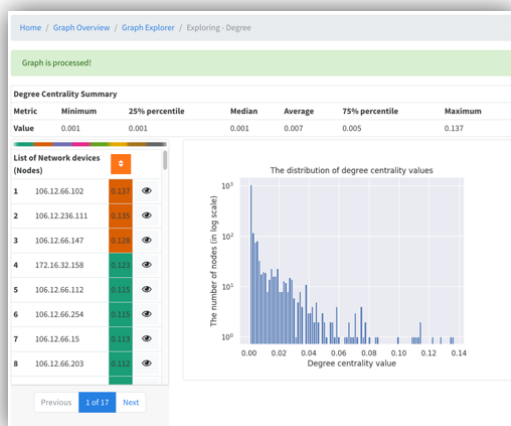 Home / Graph Overview / Graph Explorer / Exploring - Degree
Graph is processed!
Degree Centrality Summary
Metric Minimum 25% percentile Median Average 75% percentile Maximum
Value 0.001 0.001 0.001 0.007 0.005 0.137
List of Network devices
(Nodes)
1 106.12.66.102 0.137
2 106.12.236.111 0.135
3 106.12.66.147 0.128
4 172.16.32.158 0.123
5 106.12.66.112 0.115
6 106.12.66.254 0.115
7 106.12.66.15 0.113
8 106.12.66.203 0.112
Previous 1 of 17 Next
The distribution of degree centrality values
The number of nodes (in log scale)
10³
10²
10¹
10⁰
0.00 0.02 0.04 0.06 0.08 0.10 0.12 0.14
Degree centrality value